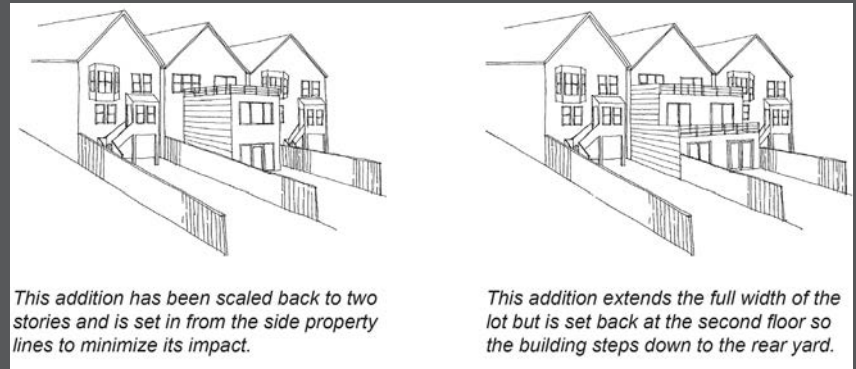 This addition has been scaled back to two
stories and is set in from the side property
lines to minimize its impact.
This addition extends the full width of the
lot but is set back at the second floor so
the building steps down to the rear yard.